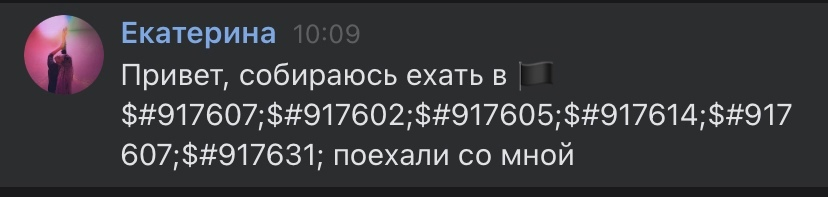 Екатерина 10:09
Привет, собираюсь ехать в 🏴
$#917607;$#917602;$#917605;$#917614;$#917
607;$#917631; поехали со мной